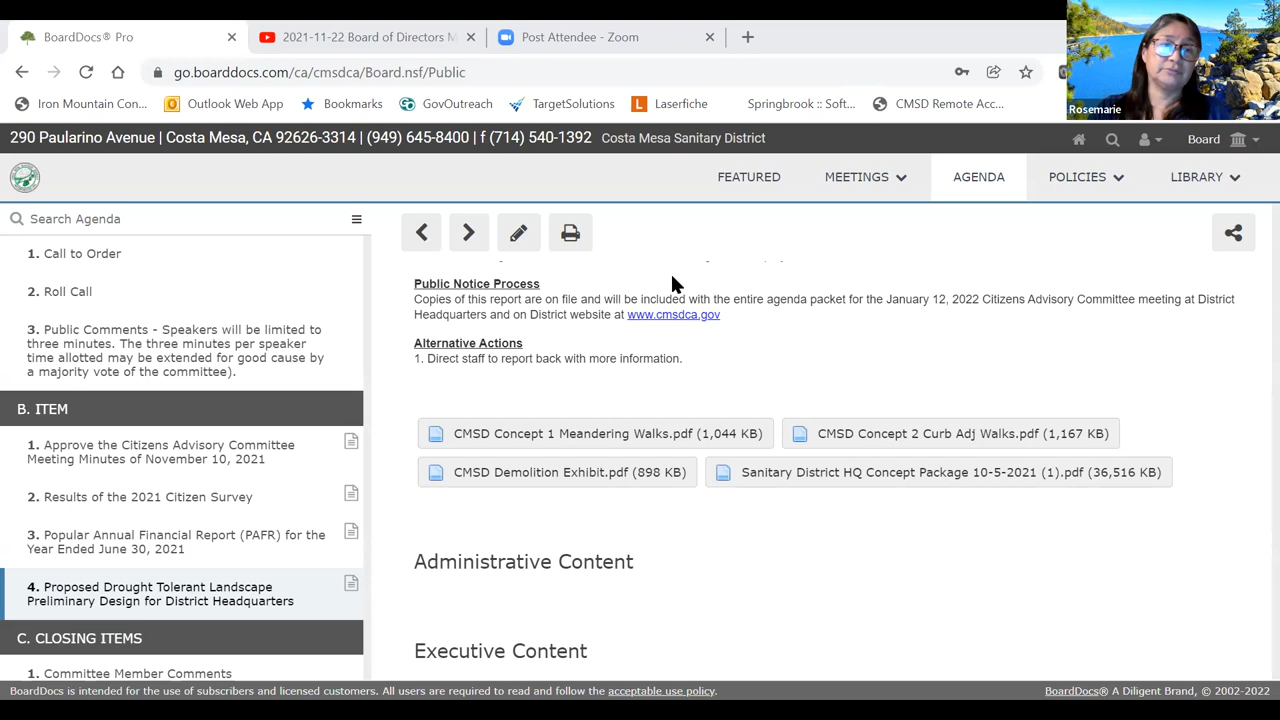 BoardDocs® Pro
2021-11-22 Board of Directors M
Post Attendee - Zoom
go.boarddocs.com/ca/cmsdca/Board.nsf/Public
Iron Mountain Con...
Outlook Web App
Bookmarks
GovOutreach
TargetSolutions
Laserfiche
Springbrook :: Soft...
CMSD Remote Acc...
Rosemarie
290 Paularino Avenue | Costa Mesa, CA 92626-3314 | (949) 645-8400 | f (714) 540-1392 Costa Mesa Sanitary District
Board
FEATURED
MEETINGS
AGENDA
POLICIES
LIBRARY
Search Agenda
1. Call to Order
2. Roll Call
3. Public Comments - Speakers will be limited to
three minutes. The three minutes per speaker
time allotted may be extended for good cause by
a majority vote of the committee).
B. ITEM
1. Approve the Citizens Advisory Committee
Meeting Minutes of November 10, 2021
2. Results of the 2021 Citizen Survey
3. Popular Annual Financial Report (PAFR) for the
Year Ended June 30, 2021
4. Proposed Drought Tolerant Landscape
Preliminary Design for District Headquarters
C. CLOSING ITEMS
1. Committee Member Comments
Public Notice Process
Copies of this report are on file and will be included with the entire agenda packet for the January 12, 2022 Citizens Advisory Committee meeting at District
Headquarters and on District website at www.cmsdca.gov
Alternative Actions
1. Direct staff to report back with more information.
CMSD Concept 1 Meandering Walks.pdf (1,044 KB)
CMSD Concept 2 Curb Adj Walks.pdf (1,167 KB)
CMSD Demolition Exhibit.pdf (898 KB)
Sanitary District HQ Concept Package 10-5-2021 (1).pdf (36,516 KB)
Administrative Content
Executive Content
BoardDocs is intended for the use of subscribers and licensed customers. All users are required to read and follow the acceptable use policy.
BoardDocs® A Diligent Brand, © 2002-2022